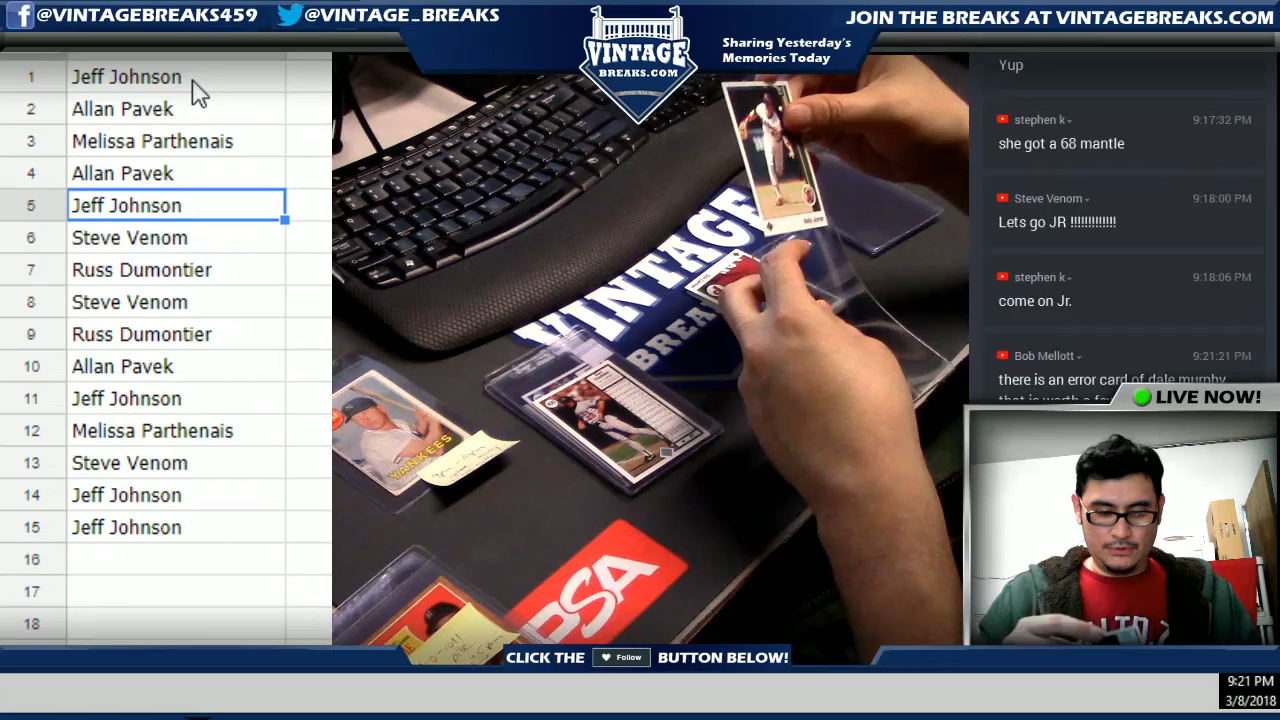 @VINTAGEBREAKS459
@VINTAGE_BREAKS
VINTAGE
BREAKS.COM
Sharing Yesterday's
Memories Today
JOIN THE BREAKS AT VINTAGEBREAKS.COM
1 Jeff Johnson
2 Allan Pavek
3 Melissa Parthenais
4 Allan Pavek
5 Jeff Johnson
6 Steve Venom
7 Russ Dumontier
8 Steve Venom
9 Russ Dumontier
10 Allan Pavek
11 Jeff Johnson
12 Melissa Parthenais
13 Steve Venom
14 Jeff Johnson
15 Jeff Johnson
16
17
18
VINTAGE
BREA
YANKEES
PSA
Yup
stephen k 9:17:32 PM
she got a 68 mantle
Steve Venom 9:18:00 PM
Lets go JR !!!!!!!!!!!!!
stephen k 9:18:06 PM
come on Jr.
Bob Mellott 9:21:21 PM
there is an error card of dale murphy
LIVE NOW!
CLICK THE Follow BUTTON BELOW!
9:21 PM
3/8/2018